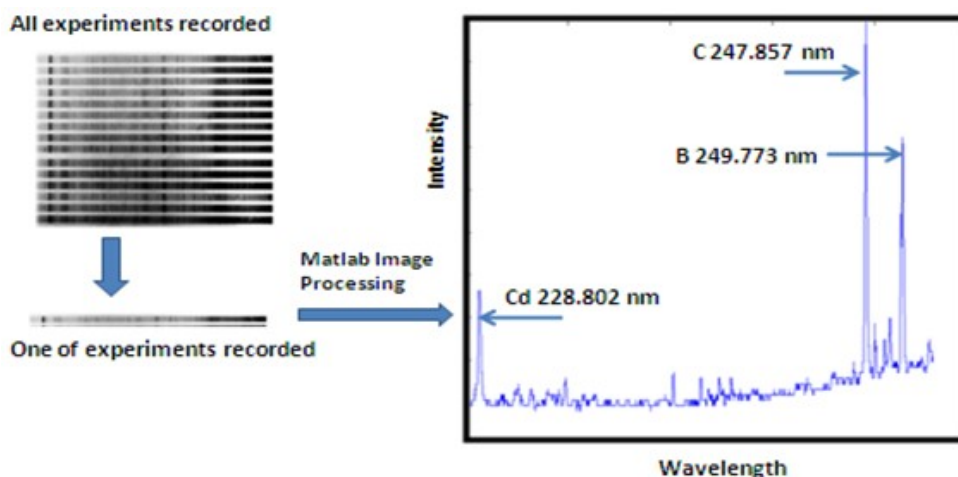 All experiments recorded
C 247.857 nm
Intensity
B 249.773 nm
Matlab Image
Processing
Cd 228.802 nm
One of experiments recorded
Wavelength